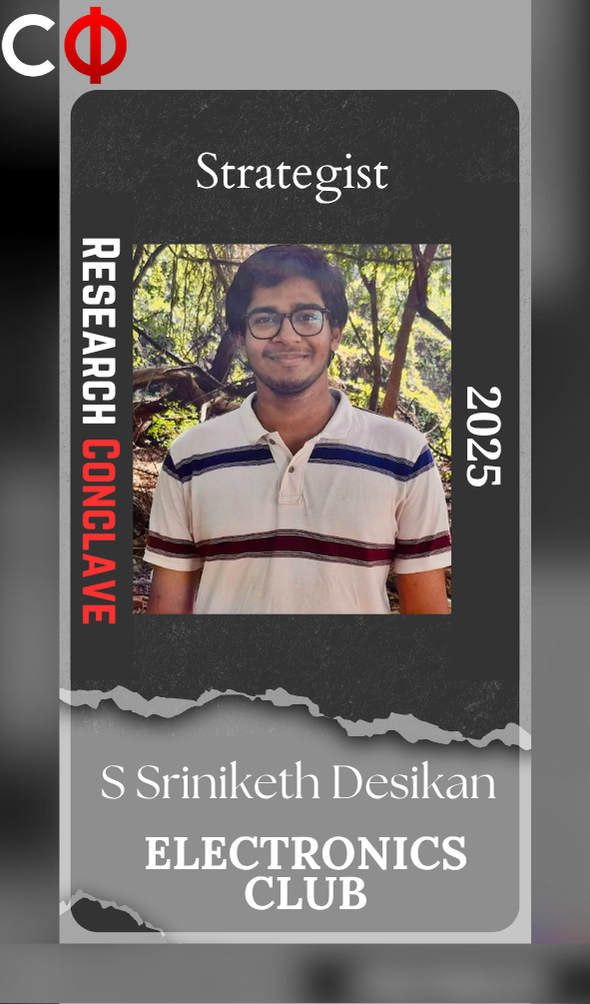 CΦ
Strategist
RESEARCH CONCLAVE
2025
S Sriniketh Desikan
ELECTRONICS
CLUB